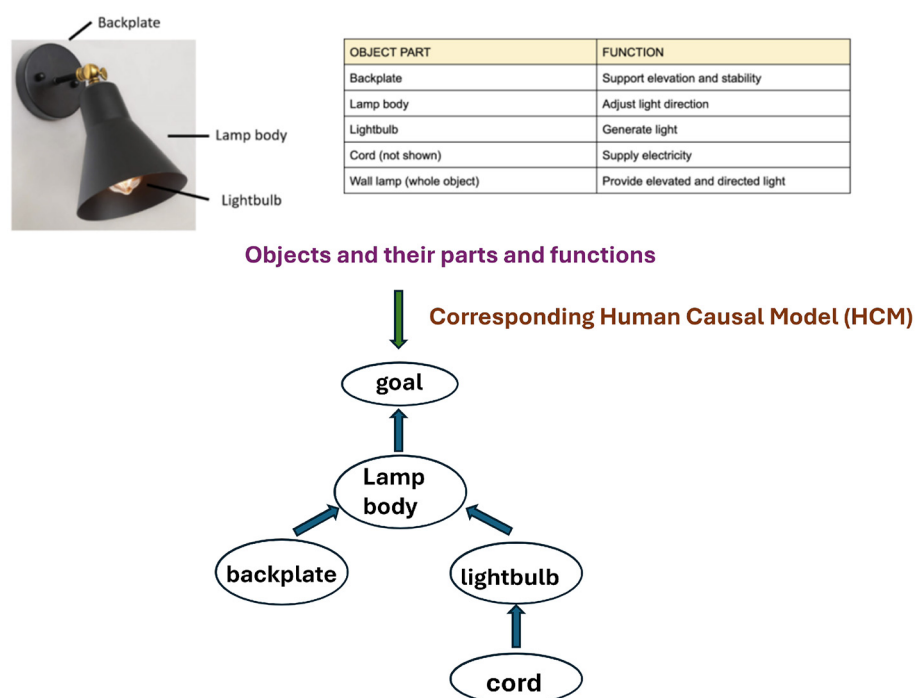 Backplate
Lamp body
Lightbulb
OBJECT PART FUNCTION
Backplate Support elevation and stability
Lamp body Adjust light direction
Lightbulb Generate light
Cord (not shown) Supply electricity
Wall lamp (whole object) Provide elevated and directed light
Objects and their parts and functions
Corresponding Human Causal Model (HCM)
goal
Lamp
body
backplate
lightbulb
cord